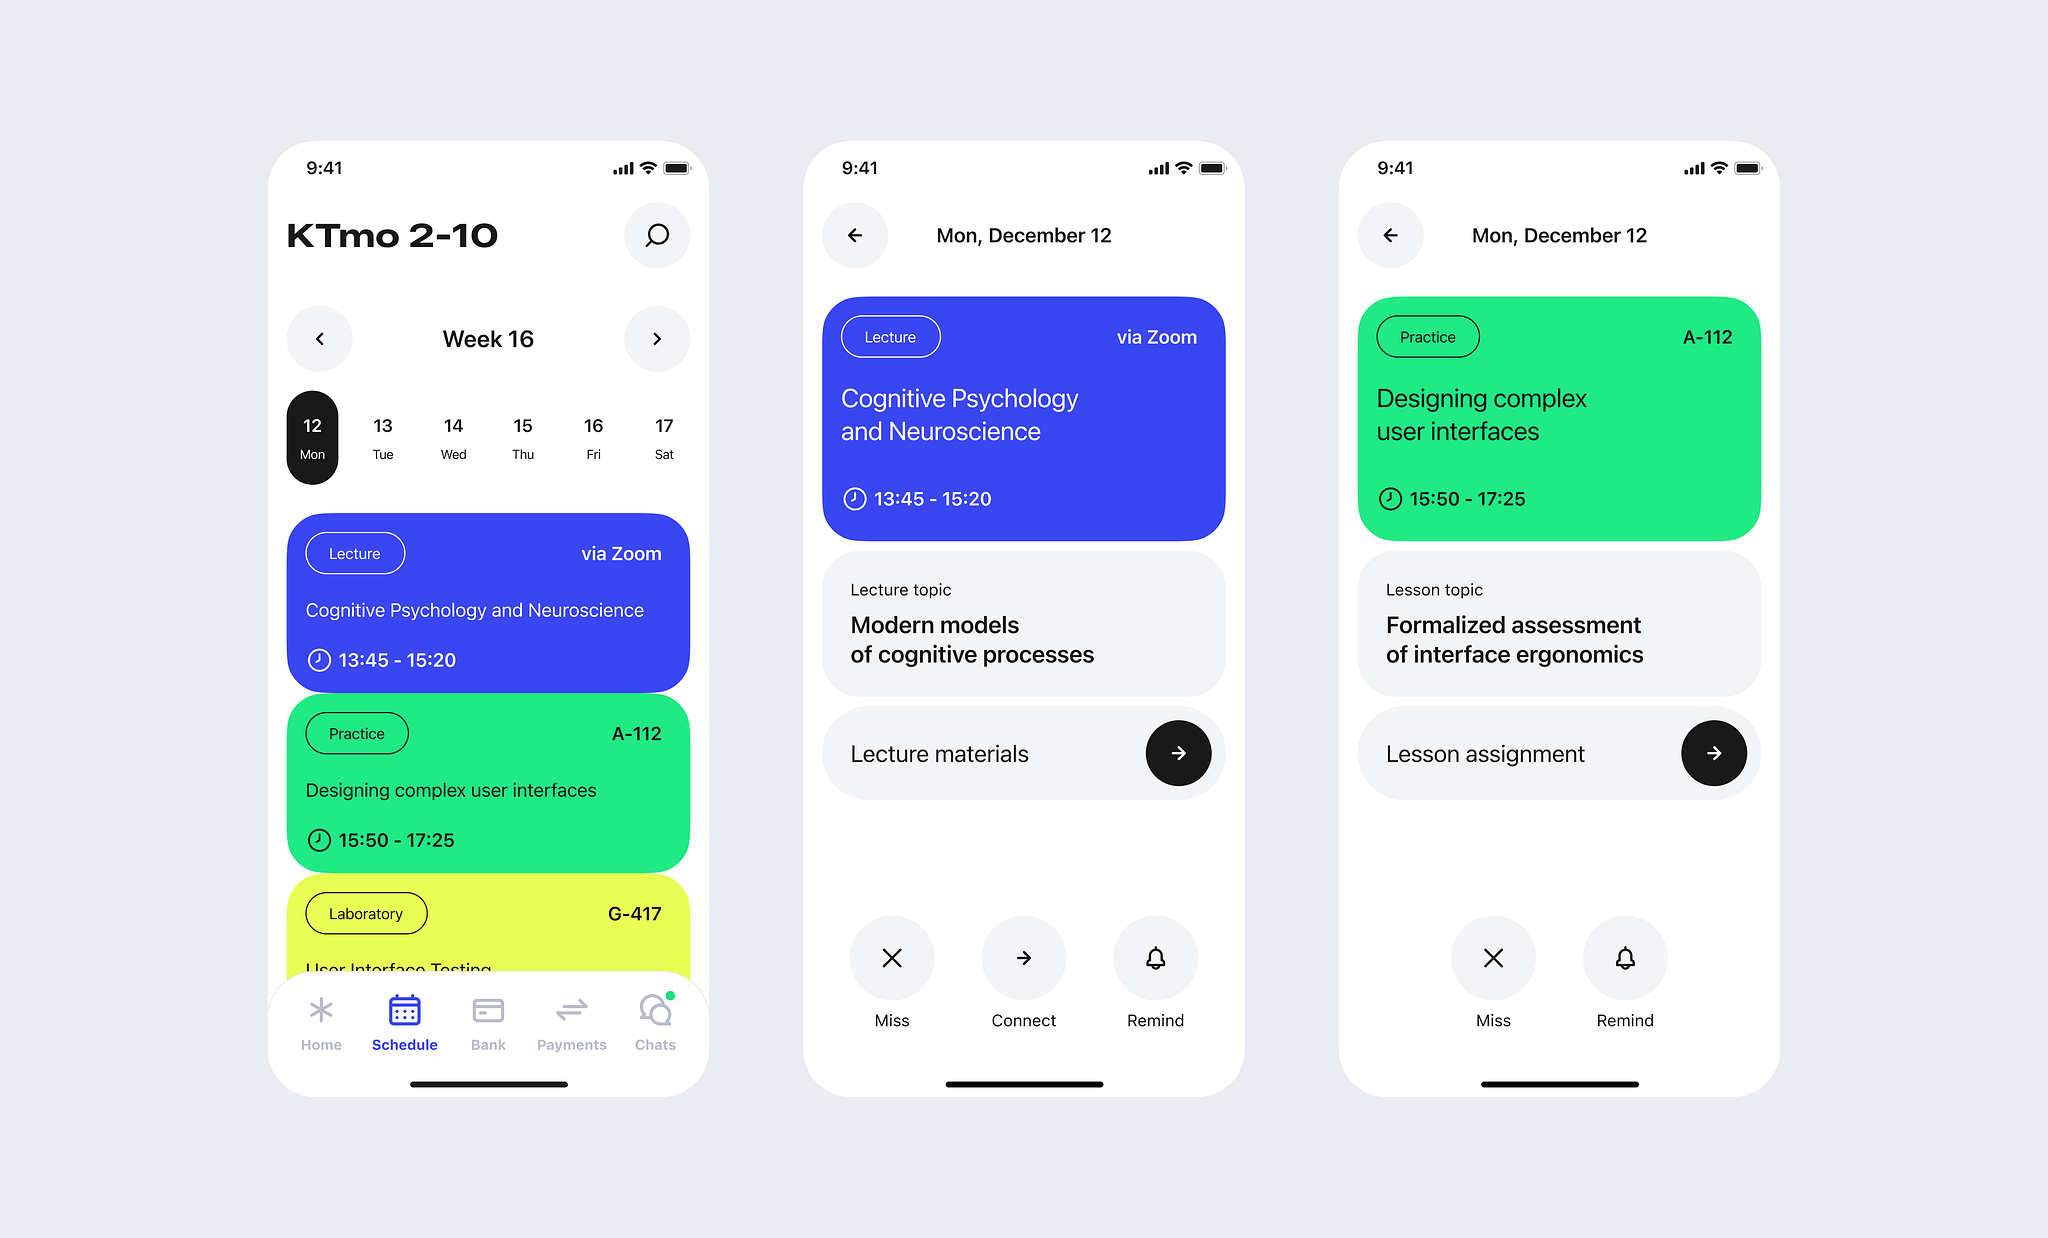 9:41
KTmo 2-10
Week 16
12 13 14 15 16 17
Mon Tue Wed Thu Fri Sat
Lecture via Zoom
Cognitive Psychology and Neuroscience
13:45 - 15:20
Practice A-112
Designing complex user interfaces
15:50 - 17:25
Laboratory G-417
User Interface Testing
Home Schedule Bank Payments Chats
9:41
Mon, December 12
Lecture via Zoom
Cognitive Psychology
and Neuroscience
13:45 - 15:20
Lecture topic
Modern models
of cognitive processes
Lecture materials
Miss Connect Remind
9:41
Mon, December 12
Practice A-112
Designing complex
user interfaces
15:50 - 17:25
Lesson topic
Formalized assessment
of interface ergonomics
Lesson assignment
Miss Remind